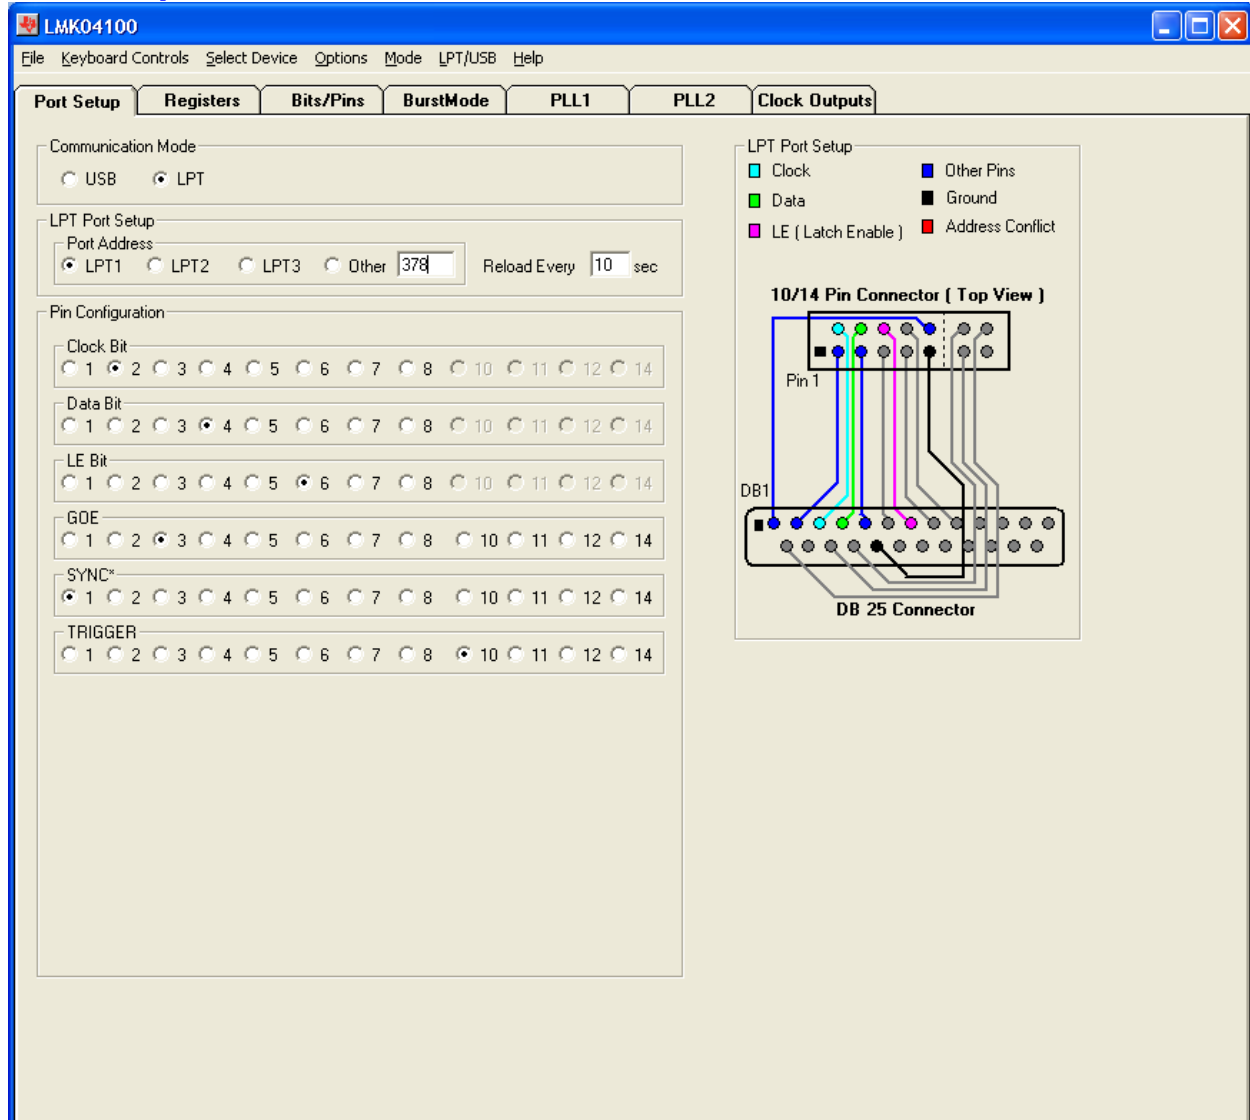 LMK04100
File Keyboard Controls Select Device Options Mode LPT/USB Help
Port Setup Registers Bits/Pins BurstMode PLL1 PLL2 Clock Outputs
Communication Mode
USB LPT
LPT Port Setup
Port Address
LPT1 LPT2 LPT3 Other 378 Reload Every 10 sec
Pin Configuration
Clock Bit
1 2 3 4 5 6 7 8 10 11 12 14
Data Bit
1 2 3 4 5 6 7 8 10 11 12 14
LE Bit
1 2 3 4 5 6 7 8 10 11 12 14
GOE
1 2 3 4 5 6 7 8 10 11 12 14
SYNC*
1 2 3 4 5 6 7 8 10 11 12 14
TRIGGER
1 2 3 4 5 6 7 8 10 11 12 14
LPT Port Setup
Clock Other Pins
Data Ground
LE ( Latch Enable ) Address Conflict
10/14 Pin Connector ( Top View )
Pin 1
DB1
DB 25 Connector